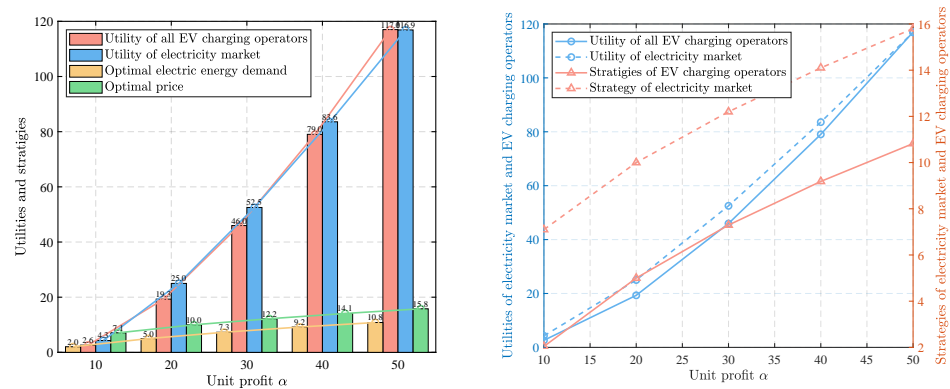 Utility of all EV charging operators
Utility of electricity market
Optimal electric energy demand
Optimal price
Utilities and stratigies
120
100
80
60
40
20
0
2.0 2.6 4.3 7.1
5.0 19.3 25.0 10.0
7.3 46.0 52.5 12.2
9.2 79.0 83.6 14.1
10.8 116.9 15.8
10 20 30 40 50
Unit profit α
Utility of all EV charging operators
Utility of electricity market
Stratigies of EV charging operators
Strategy of electricity market
Utilities of electricity market and EV charging operators
120
100
80
60
40
20
0
10 15 20 25 30 35 40 45 50
Unit profit α
16
14
12
10
8
6
4
2
Strategies of electricity market and EV charging operators